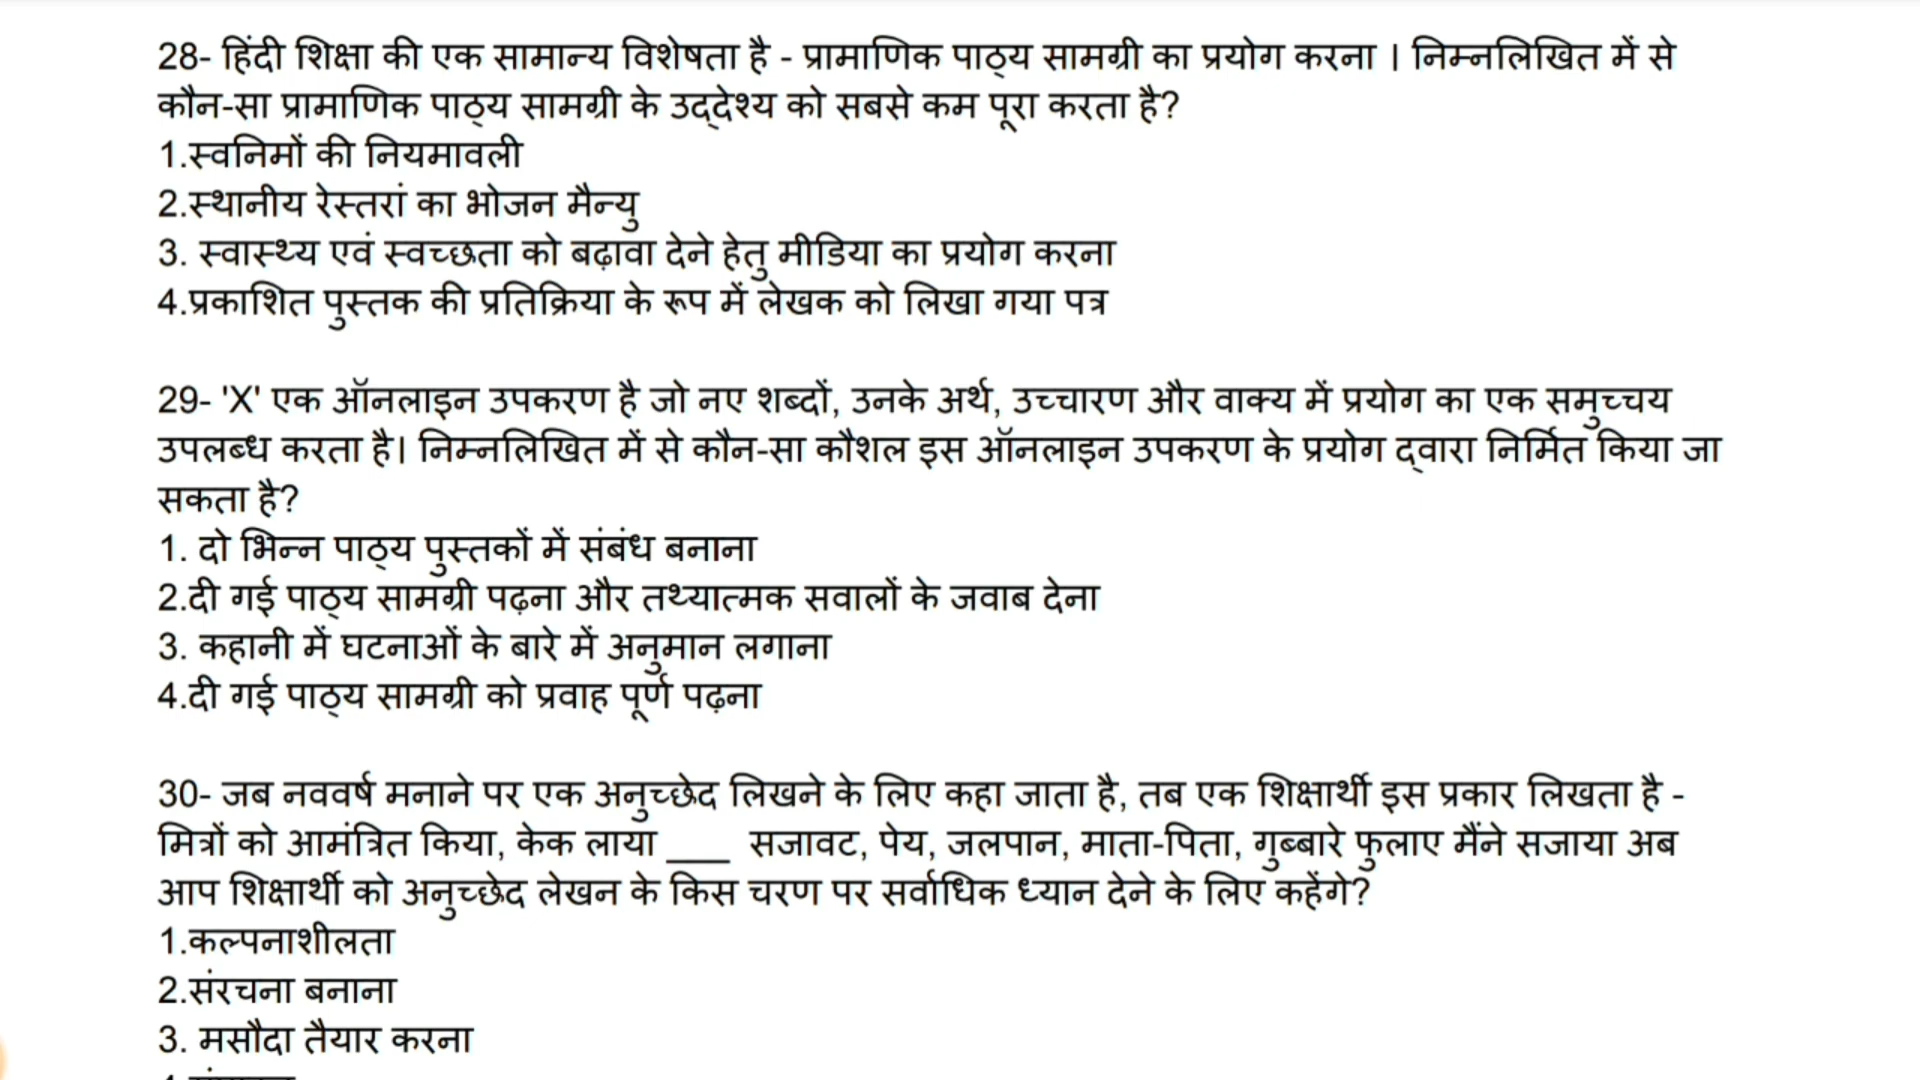 28- हिंदी शिक्षा की एक सामान्य विशेषता है - प्रामाणिक पाठ्य सामग्री का प्रयोग करना । निम्नलिखित में से
कौन-सा प्रामाणिक पाठ्य सामग्री के उद्देश्य को सबसे कम पूरा करता है?
1.स्वनिमों की नियमावली
2.स्थानीय रेस्तरां का भोजन मैन्यु
3. स्वास्थ्य एवं स्वच्छता को बढ़ावा देने हेतु मीडिया का प्रयोग करना
4.प्रकाशित पुस्तक की प्रतिक्रिया के रूप में लेखक को लिखा गया पत्र
29- 'X' एक ऑनलाइन उपकरण है जो नए शब्दों, उनके अर्थ, उच्चारण और वाक्य में प्रयोग का एक समुच्चय
उपलब्ध करता है। निम्नलिखित में से कौन-सा कौशल इस ऑनलाइन उपकरण के प्रयोग द्वारा निर्मित किया जा
सकता है?
1. दो भिन्न पाठ्य पुस्तकों में संबंध बनाना
2.दी गई पाठ्य सामग्री पढ़ना और तथ्यात्मक सवालों के जवाब देना
3. कहानी में घटनाओं के बारे में अनुमान लगाना
4.दी गई पाठ्य सामग्री को प्रवाह पूर्ण पढ़ना
30- जब नववर्ष मनाने पर एक अनुच्छेद लिखने के लिए कहा जाता है, तब एक शिक्षार्थी इस प्रकार लिखता है -
मित्रों को आमंत्रित किया, केक लाया ___ सजावट, पेय, जलपान, माता-पिता, गुब्बारे फुलाए मैंने सजाया अब
आप शिक्षार्थी को अनुच्छेद लेखन के किस चरण पर सर्वाधिक ध्यान देने के लिए कहेंगे?
1.कल्पनाशीलता
2.संरचना बनाना
3. मसौदा तैयार करना